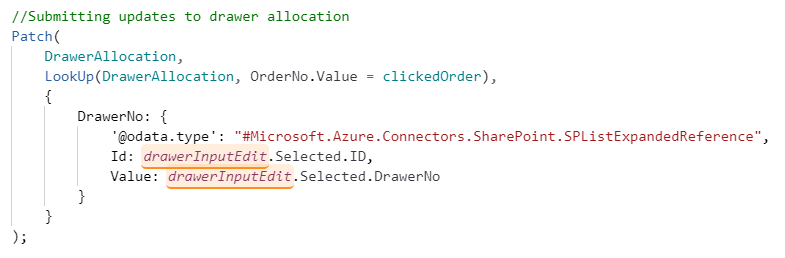 //Submitting updates to drawer allocation
Patch(
    DrawerAllocation,
    LookUp(DrawerAllocation, OrderNo.Value = clickedOrder),
    {
        DrawerNo: {
            '@odata.type': "#Microsoft.Azure.Connectors.SharePoint.SPListExpandedReference",
            Id: drawerInputEdit.Selected.ID,
            Value: drawerInputEdit.Selected.DrawerNo
        }
    }
);